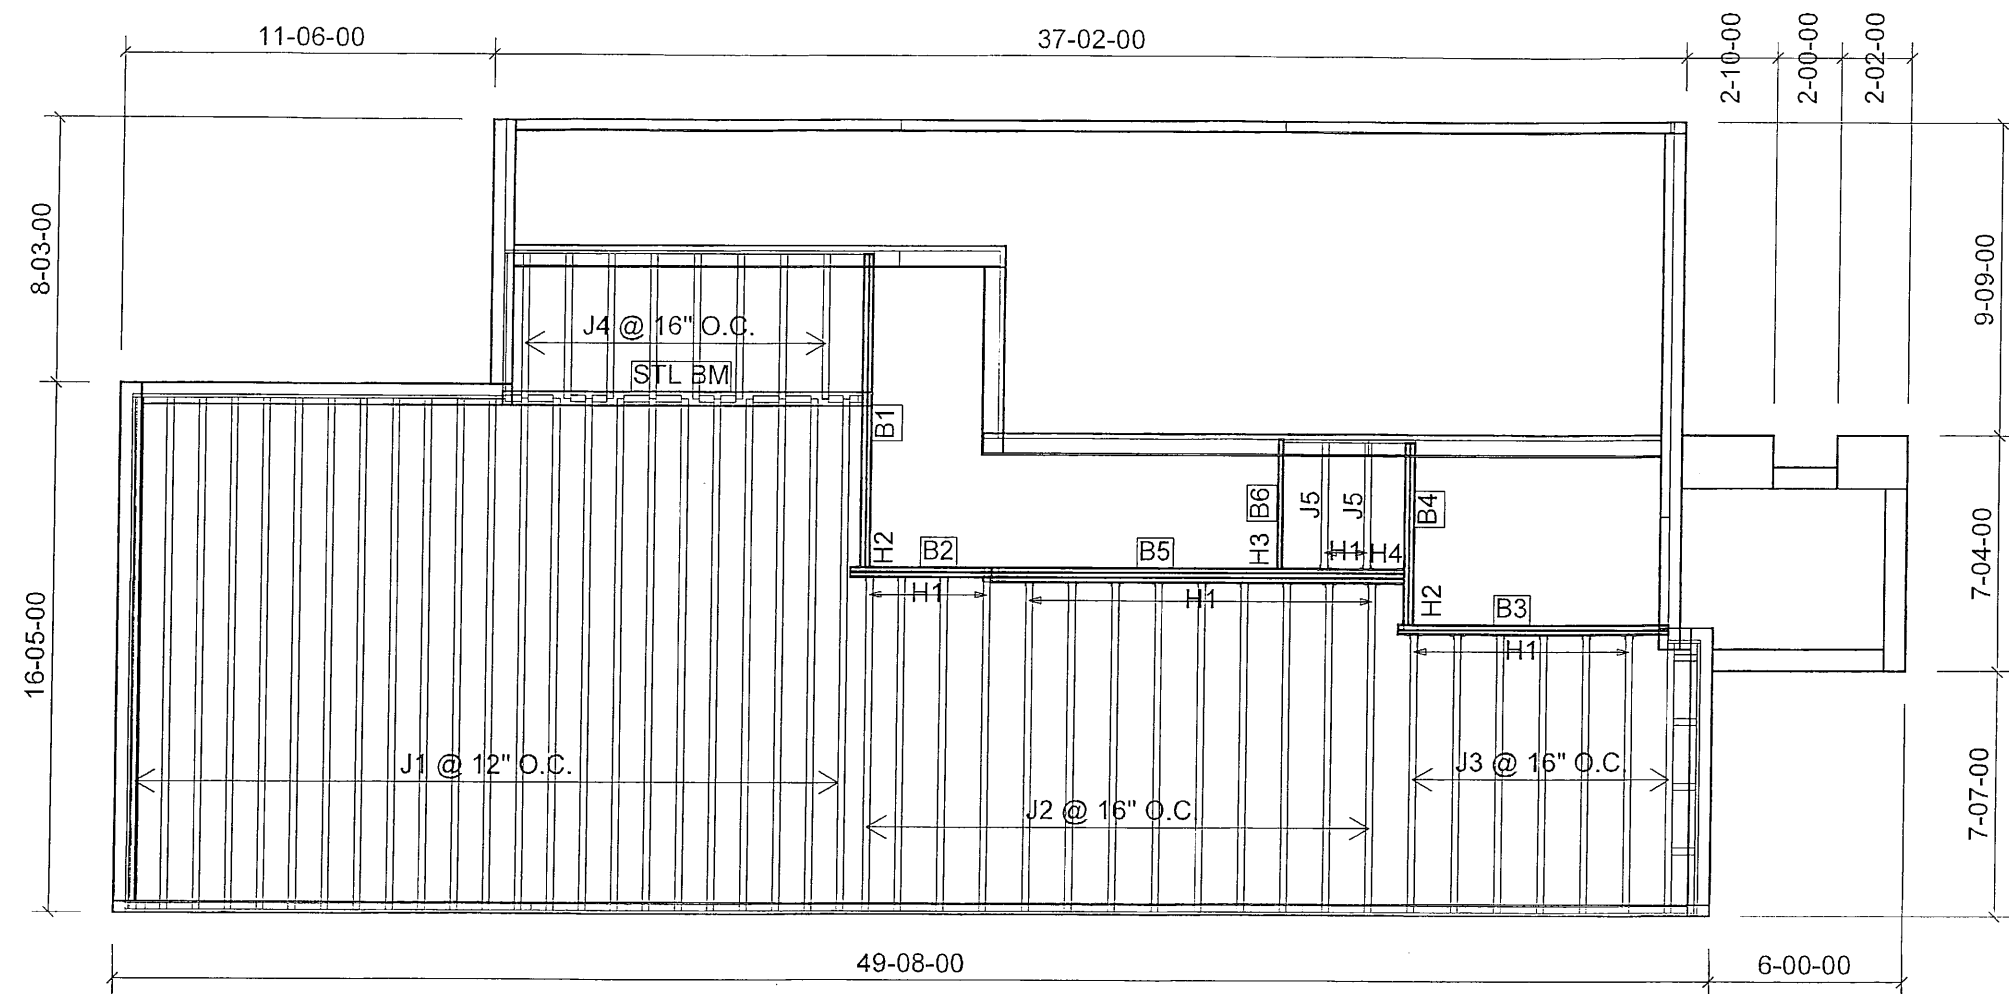 11-06-00
37-02-00
2-10-00
2-00-00
2-02-00
8-03-00
9-09-00
J4 @ 16" O.C.
STL BM
B1
B6
J5
J5
B4
H2
B2
B5
H3
H1
H4
7-04-00
H1
H1
H2
B3
H1
16-05-00
J1 @ 12" O.C.
J3 @ 16" O.C.
J2 @ 16" O.C.
7-07-00
49-08-00
6-00-00